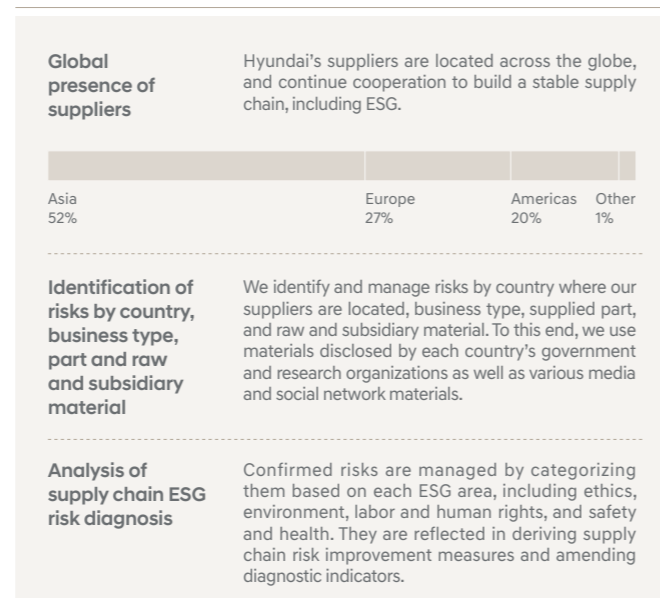 Global
presence of
suppliers
Hyundai's suppliers are located across the globe,
and continue cooperation to build a stable supply
chain, including ESG.
Asia
52%
Europe
27%
Americas
20%
Other
1%
Identification of
risks by country,
business type,
part and raw
and subsidiary
material
We identify and manage risks by country where our
suppliers are located, business type, supplied part,
and raw and subsidiary material. To this end, we use
materials disclosed by each country's government
and research organizations as well as various media
and social network materials.
Analysis of
supply chain ESG
risk diagnosis
Confirmed risks are managed by categorizing
them based on each ESG area, including ethics,
environment, labor and human rights, and safety
and health. They are reflected in deriving supply
chain risk improvement measures and amending
diagnostic indicators.